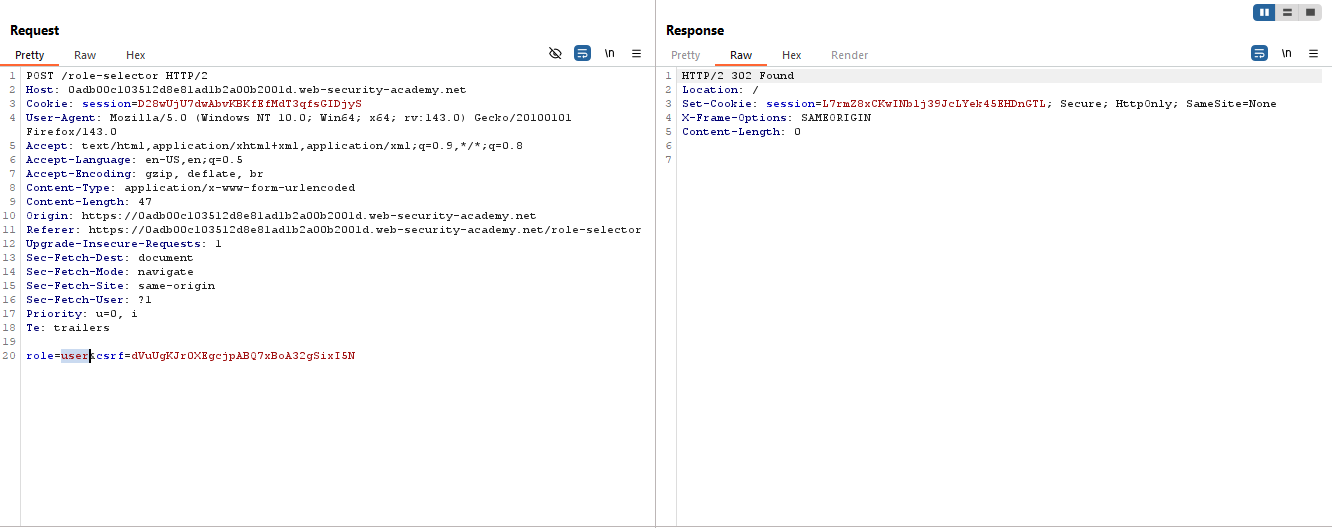 Request
Pretty Raw Hex
\n
1 POST /role-selector HTTP/2
2 Host: 0adb00c103512d8e81ad1b2a00b2001d.web-security-academy.net
3 Cookie: session=D28wUjU7dwAbvKBKfEfMdT3qfsGIDjyS
4 User-Agent: Mozilla/5.0 (Windows NT 10.0; Win64; x64; rv:143.0) Gecko/20100101
Firefox/143.0
5 Accept: text/html,application/xhtml+xml,application/xml;q=0.9,*/*;q=0.8
6 Accept-Language: en-US,en;q=0.5
7 Accept-Encoding: gzip, deflate, br
8 Content-Type: application/x-www-form-urlencoded
9 Content-Length: 47
10 Origin: https://0adb00c103512d8e81ad1b2a00b2001d.web-security-academy.net
11 Referer: https://0adb00c103512d8e81ad1b2a00b2001d.web-security-academy.net/role-selector
12 Upgrade-Insecure-Requests: 1
13 Sec-Fetch-Dest: document
14 Sec-Fetch-Mode: navigate
15 Sec-Fetch-Site: same-origin
16 Sec-Fetch-User: ?1
17 Priority: u=0, i
18 Te: trailers
19
20 role=user&csrf=dVuUgKJr0XEgcjpABQ7xBoA32gSixI5N
Response
Pretty Raw Hex Render
\n
1 HTTP/2 302 Found
2 Location: /
3 Set-Cookie: session=L7rmZ8xCKwINblj39JcLYek45EHDnGTL; Secure; HttpOnly; SameSite=None
4 X-Frame-Options: SAMEORIGIN
5 Content-Length: 0
6
7